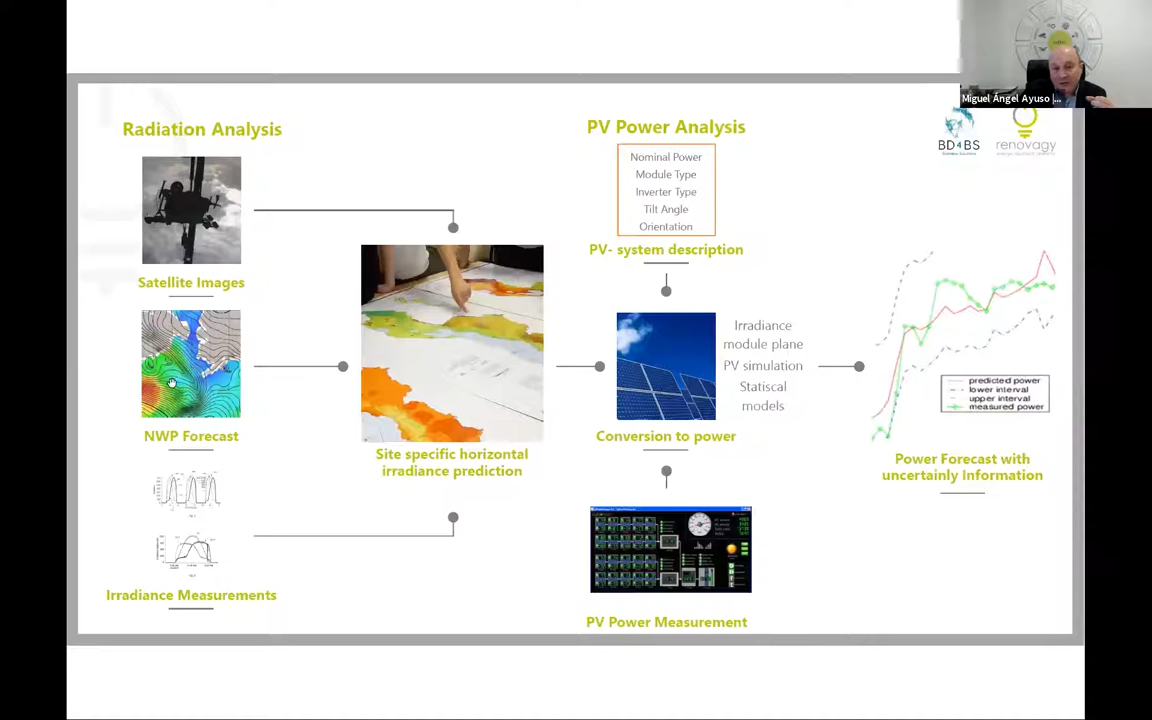 Miguel Ángel Ayuso |...
BD4BS
renovagy
Radiation Analysis
Satellite Images
NWP Forecast
Irradiance Measurements
Site specific horizontal
irradiance prediction
PV Power Analysis
Nominal Power
Module Type
Inverter Type
Tilt Angle
Orientation
PV- system description
Irradiance
module plane
PV simulation
Statiscal
models
Conversion to power
PV Power Measurement
predicted power
lower interval
upper interval
measured power
Power Forecast with
uncertainly Information